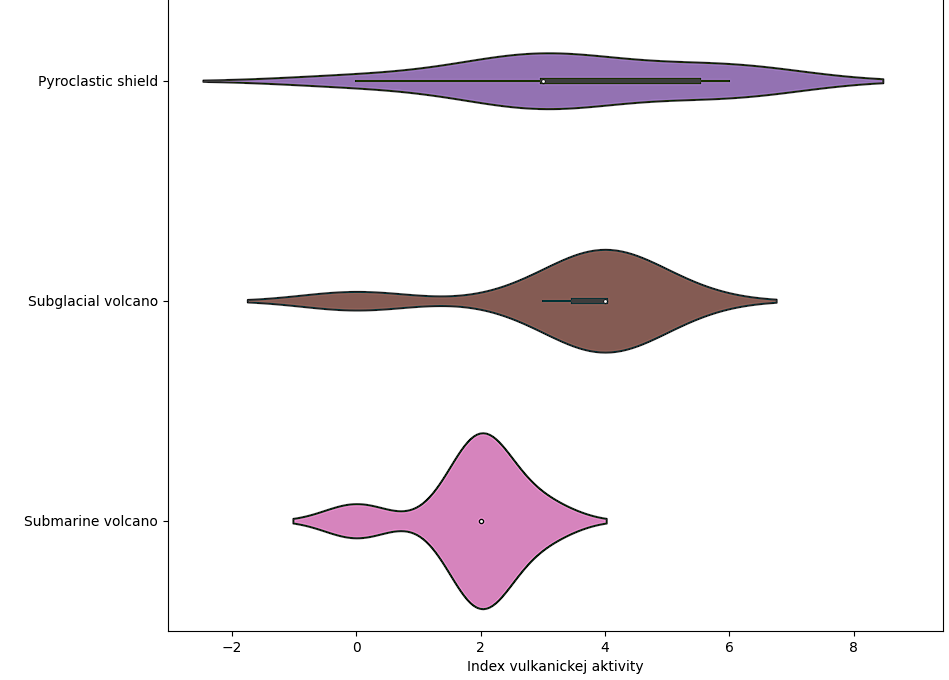 Pyroclastic shield
Subglacial volcano
Submarine volcano
−2 0 2 4 6 8
Index vulkanickej aktivity